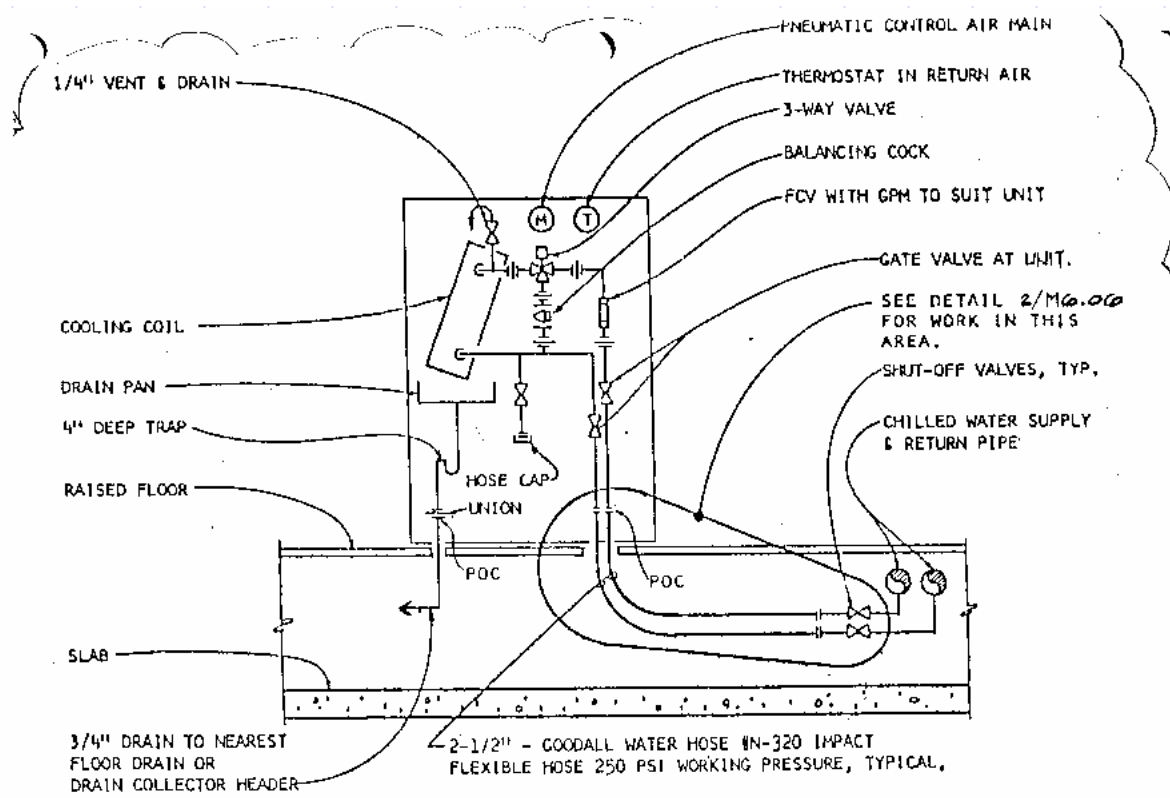 PNEUMATIC CONTROL AIR MAIN
1/4" VENT & DRAIN
THERMOSTAT IN RETURN AIR
3-WAY VALVE
BALANCING COCK
FCV WITH GPM TO SUIT UNIT
M
T
GATE VALVE AT UNIT.
SEE DETAIL 2/M6.06
FOR WORK IN THIS
AREA.
COOLING COIL
SHUT-OFF VALVES, TYP.
DRAIN PAN
CHILLED WATER SUPPLY
& RETURN PIPE
4" DEEP TRAP
HOSE CAP
RAISED FLOOR
UNION
POC
POC
SLAB
3/4" DRAIN TO NEAREST
FLOOR DRAIN OR
DRAIN COLLECTOR HEADER
2-1/2" - GOODALL WATER HOSE #N-320 IMPACT
FLEXIBLE HOSE 250 PSI WORKING PRESSURE, TYPICAL.